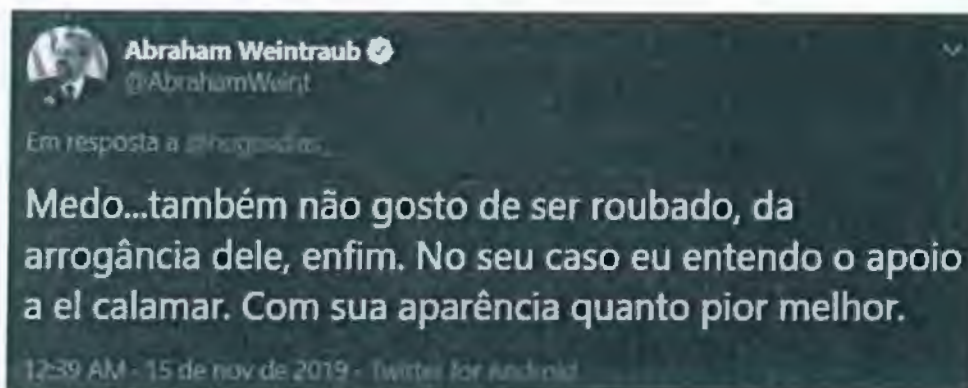 Abraham Weintraub
@AbrahamWeint
Em resposta a
Medo...também não gosto de ser roubado, da
arrogância dele, enfim. No seu caso eu entendo o apoio
a el calamar. Com sua aparência quanto pior melhor.
12:39 AM - 15 de nov de 2019 - Twitter for Android